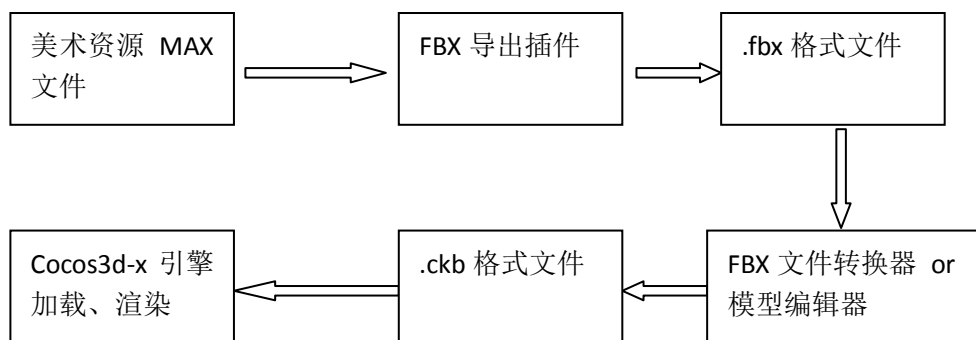 美术资源 MAX
文件
FBX 导出插件
.fbx 格式文件
FBX 文件转换器 or
模型编辑器
.ckb 格式文件
Cocos3d-x 引擎
加载、渲染